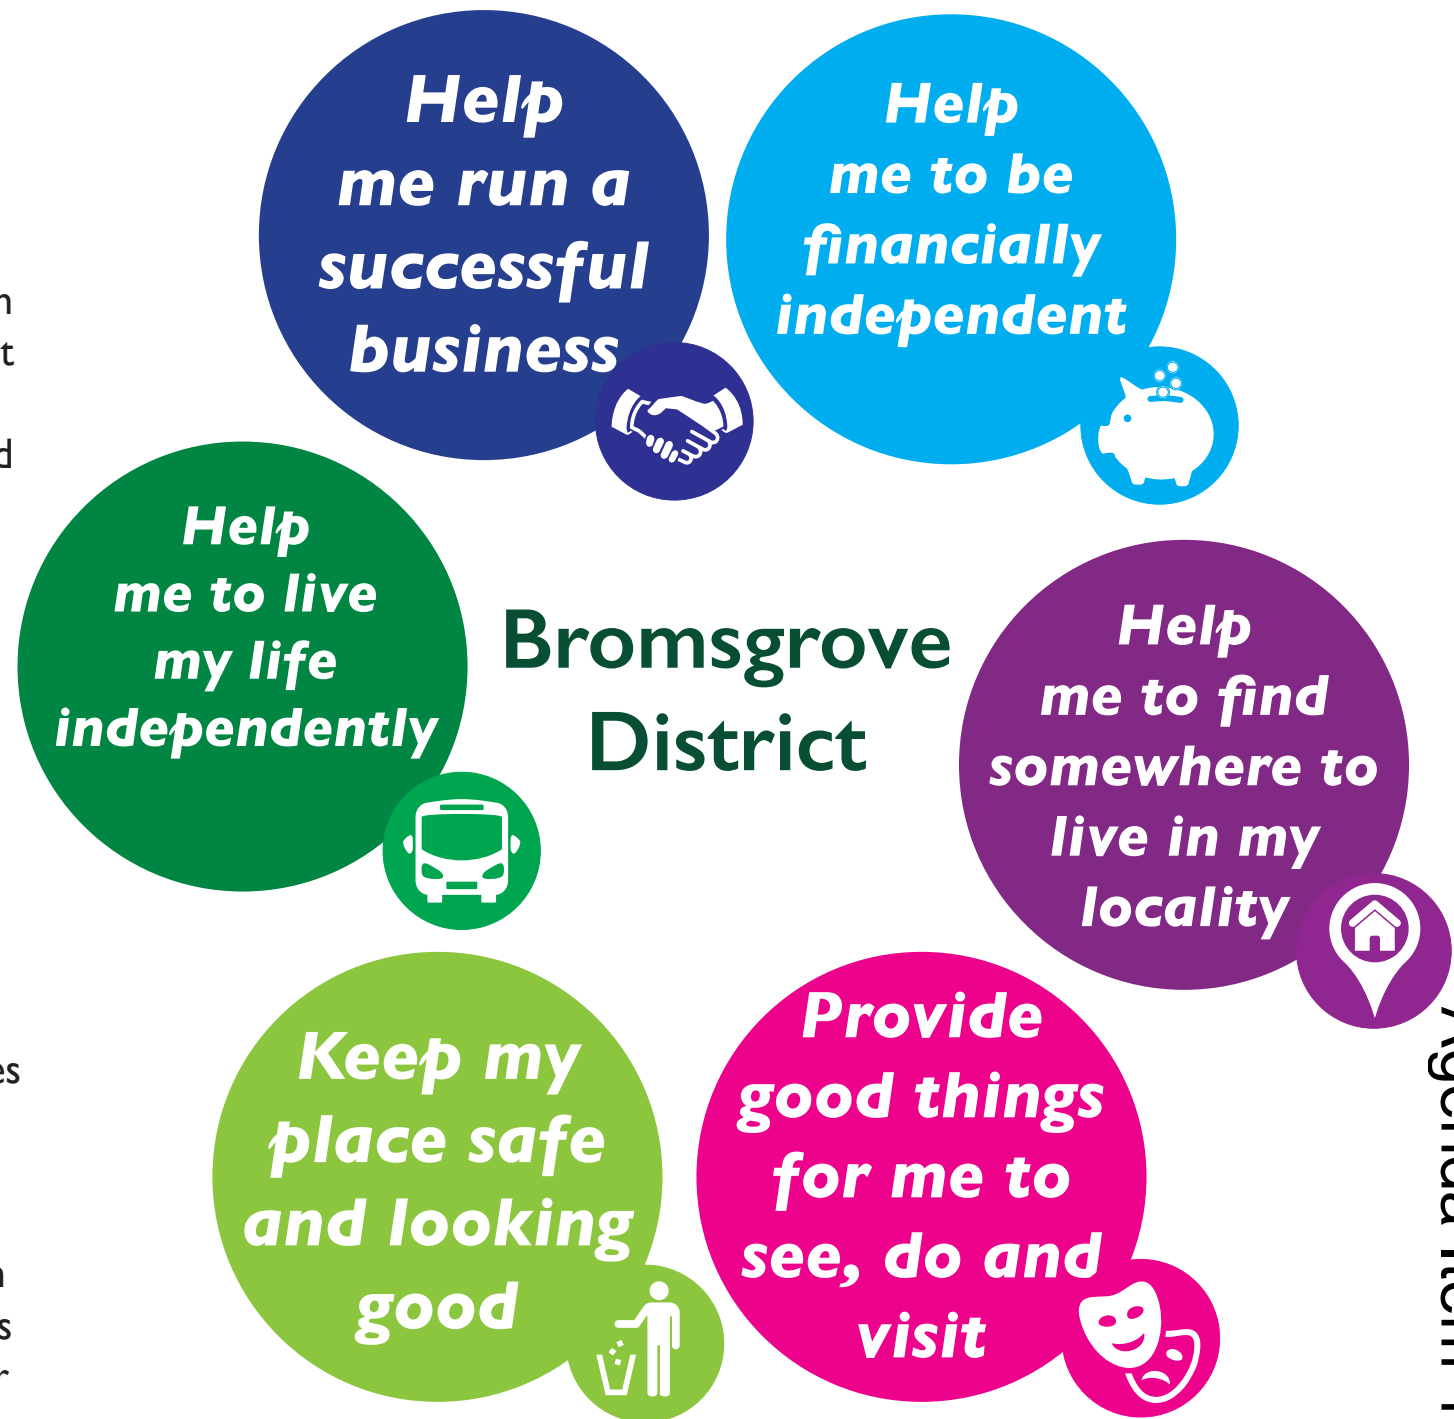 Help
me run a
successful
business
Help
me to be
financially
independent
Help
me to live
my life
independently
Bromsgrove
District
Help
me to find
somewhere to
live in my
locality
Keep my
place safe
and looking
good
Provide
good things
for me to
see, do and
visit